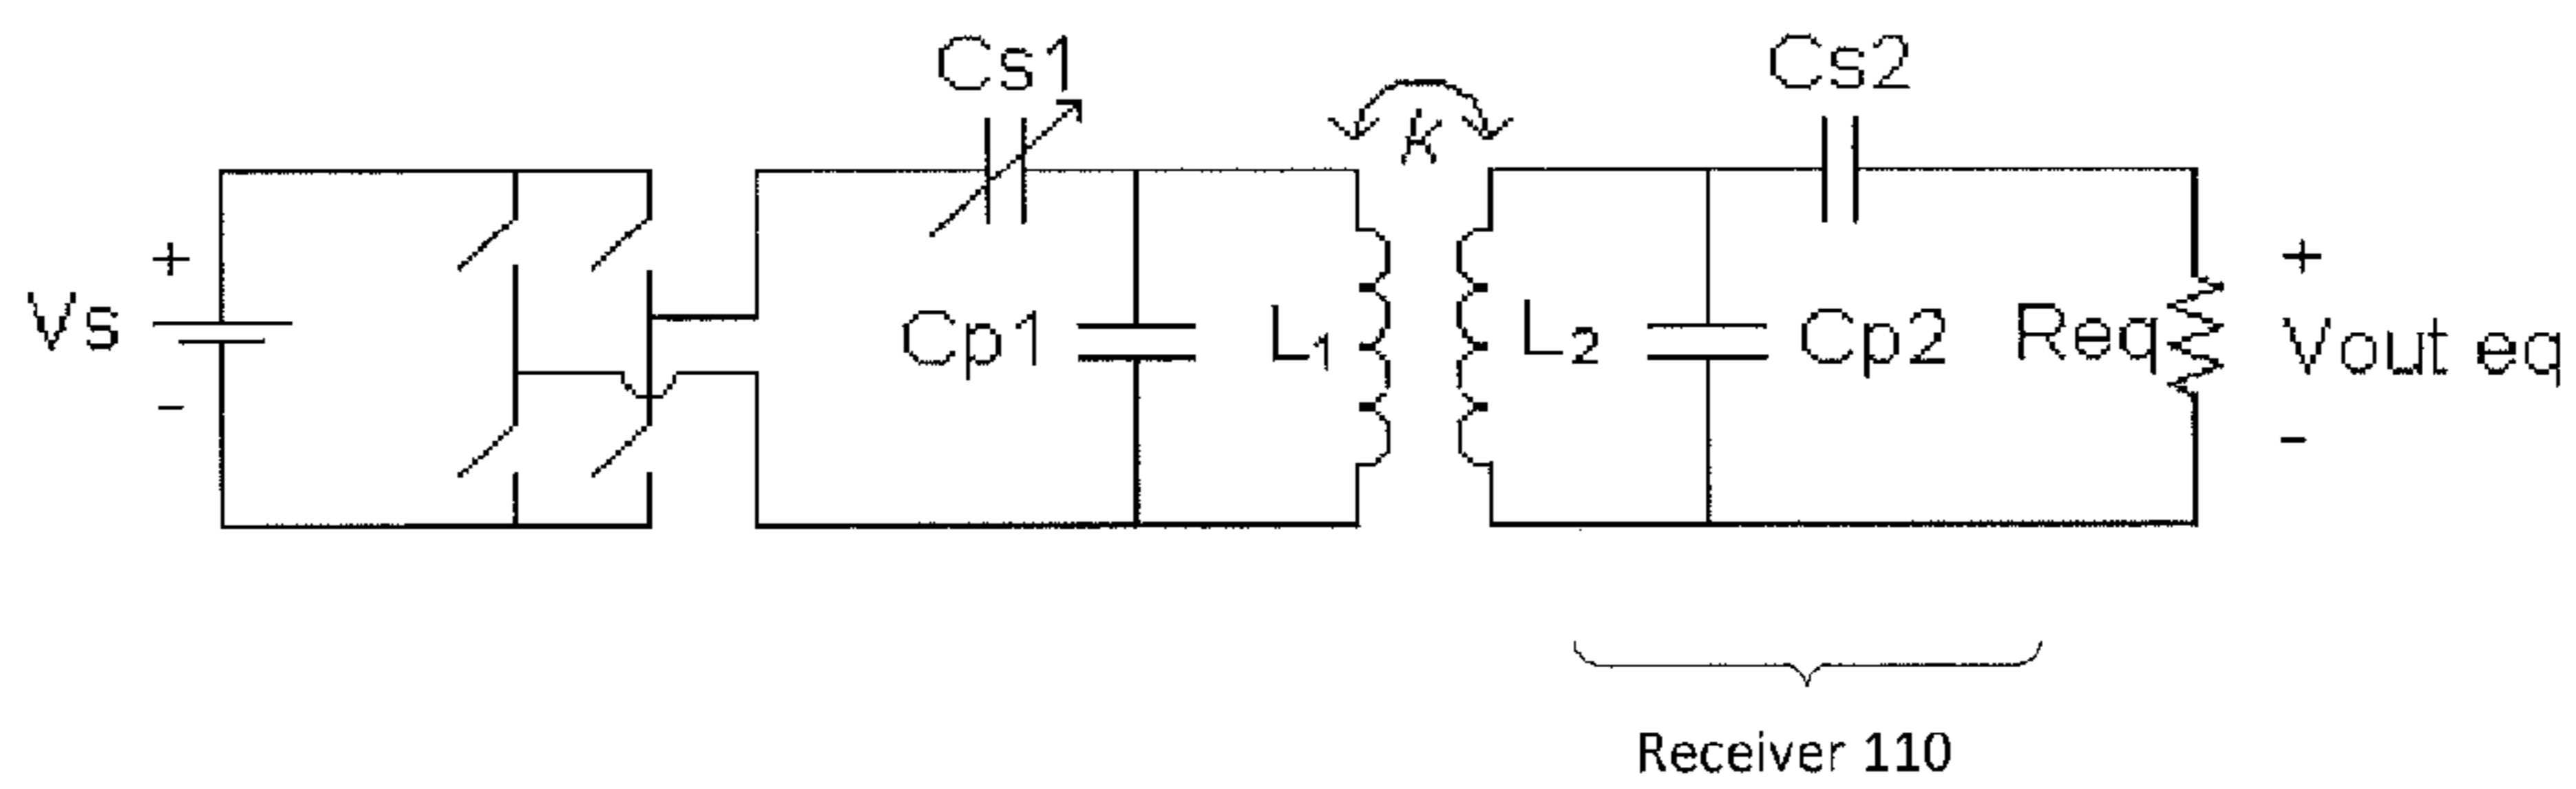 Cs1
Cs2
k
+
+
Vs
Cp1
L1
L2
Cp2
Req
Vout eq
-
-
Receiver 110